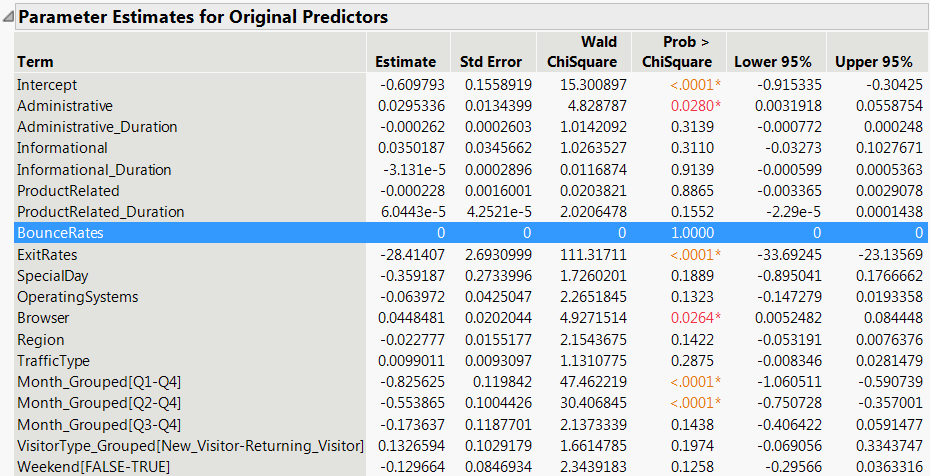 Parameter Estimates for Original Predictors
Wald Prob >
Term Estimate Std Error ChiSquare ChiSquare Lower 95% Upper 95%
Intercept -0.609793 0.1558919 15.300897 <.0001* -0.915335 -0.30425
Administrative 0.0295336 0.0134399 4.828787 0.0280* 0.0031918 0.0558754
Administrative_Duration -0.000262 0.0002603 1.0142092 0.3139 -0.000772 0.000248
Informational 0.0350187 0.0345662 1.0263527 0.3110 -0.03273 0.1027671
Informational_Duration -3.131e-5 0.0002896 0.0116874 0.9139 -0.000599 0.0005363
ProductRelated -0.000228 0.0016001 0.0203821 0.8865 -0.003365 0.0029078
ProductRelated_Duration 6.0443e-5 4.2521e-5 2.0206478 0.1552 -2.29e-5 0.0001438
BounceRates 0 0 0 1.0000 0 0
ExitRates -28.41407 2.6930999 111.31711 <.0001* -33.69245 -23.13569
SpecialDay -0.359187 0.2733996 1.7260201 0.1889 -0.895041 0.1766662
OperatingSystems -0.063972 0.0425047 2.2651845 0.1323 -0.147279 0.0193358
Browser 0.0448481 0.0202044 4.9271514 0.0264* 0.0052482 0.084448
Region -0.022777 0.0155177 2.1543675 0.1422 -0.053191 0.0076376
TrafficType 0.0099011 0.0093097 1.1310775 0.2875 -0.008346 0.0281479
Month_Grouped[Q1-Q4] -0.825625 0.119842 47.462219 <.0001* -1.060511 -0.590739
Month_Grouped[Q2-Q4] -0.553865 0.1004426 30.406845 <.0001* -0.750728 -0.357001
Month_Grouped[Q3-Q4] -0.173637 0.1187701 2.1373339 0.1438 -0.406422 0.0591477
VisitorType_Grouped[New_Visitor-Returning_Visitor] 0.1326594 0.1029179 1.6614785 0.1974 -0.069056 0.3343747
Weekend[FALSE-TRUE] -0.129664 0.0846934 2.3439183 0.1258 -0.29566 0.0363316